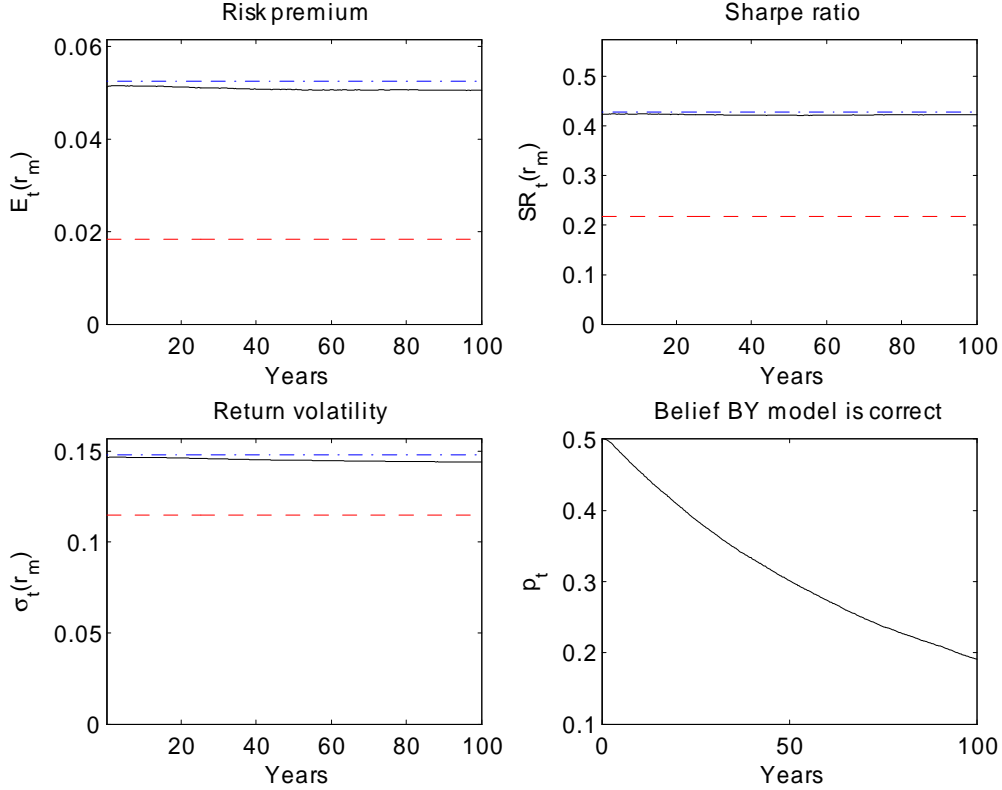 Risk premium
0.06
0.04
0.02
0
E_t(r_m)
20 40 60 80 100
Years
Sharpe ratio
0.5
0.4
0.3
0.2
0.1
0
SR_t(r_m)
20 40 60 80 100
Years
Return volatility
0.15
0.1
0.05
0
σ_t(r_m)
20 40 60 80 100
Years
Belief BY model is correct
0.5
0.4
0.3
0.2
0.1
p_t
0 50 100
Years